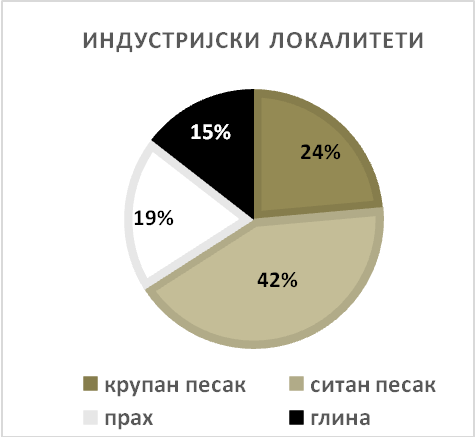 ИНДУСТРИЈСКИ ЛОКАЛИТЕТИ
15%
24%
19%
42%
крупан песак
ситан песак
прах
глина